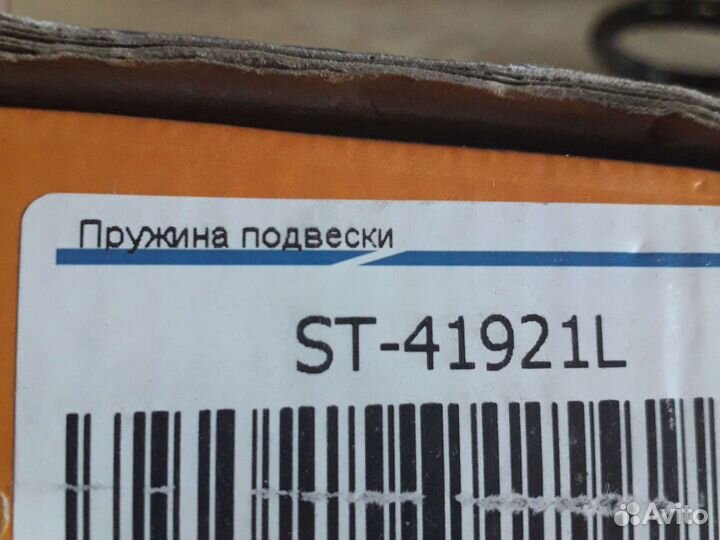 Пружина подвески
ST-41921L
Avito